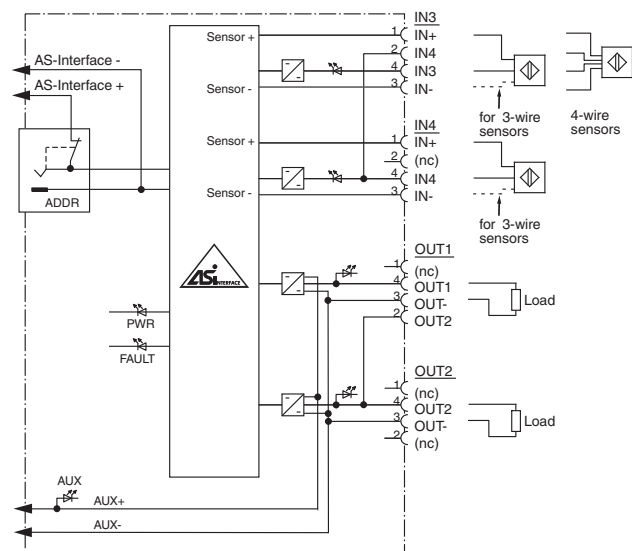 IN3
Sensor +
1
IN+
2
IN4
AS-Interface -
4
IN3
AS-Interface +
Sensor -
3
IN-
for 3-wire
sensors
4-wire
sensors
IN4
Sensor +
1
IN+
2
(nc)
4
IN4
Sensor -
3
IN-
ADDR
for 3-wire
sensors
ASi
INTERFACE
OUT1
1
(nc)
4
OUT1
3
OUT-
2
OUT2
Load
PWR
FAULT
OUT2
1
(nc)
4
OUT2
3
OUT-
2
(nc)
Load
AUX
AUX+
AUX-